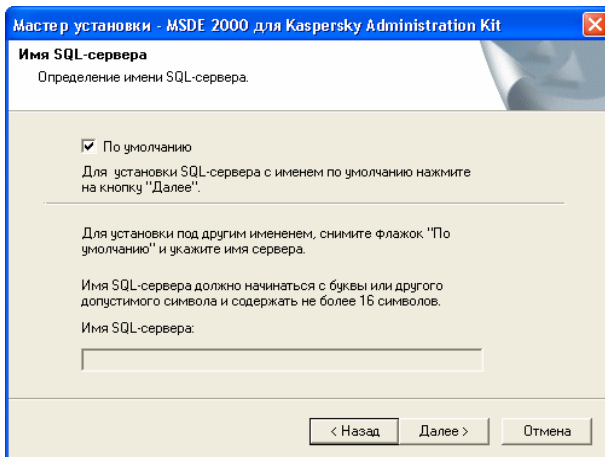 Мастер установки - MSDE 2000 для Kaspersky Administration Kit
Имя SQL-сервера
Определение имени SQL-сервера.
По умолчанию
Для установки SQL-сервера с именем по умолчанию нажмите
на кнопку "Далее".
Для установки под другим имененем, снимите флажок "По
умолчанию" и укажите имя сервера.
Имя SQL-сервера должно начинаться с буквы или другого
допустимого символа и содержать не более 16 символов.
Имя SQL-сервера:
< Назад Далее > Отмена